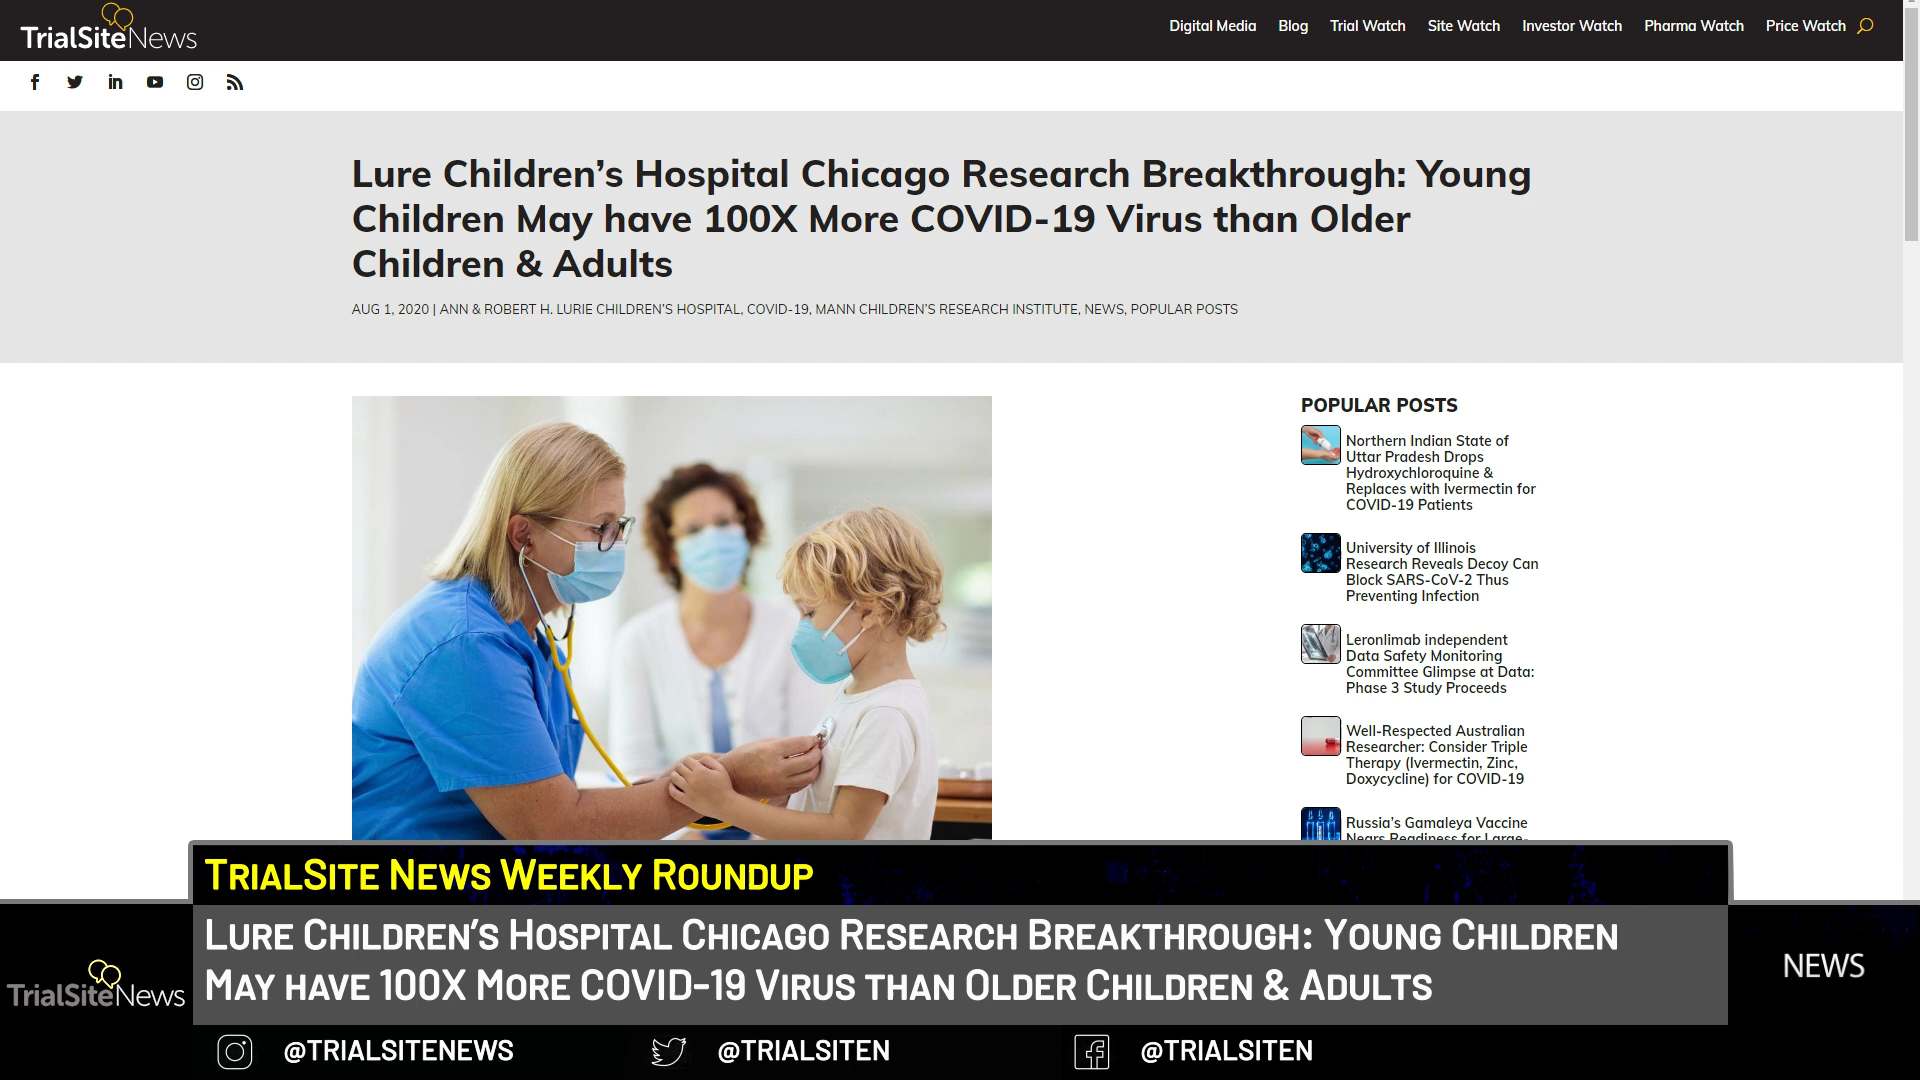 TrialSiteNews
Digital Media Blog Trial Watch Site Watch Investor Watch Pharma Watch Price Watch
Lure Children's Hospital Chicago Research Breakthrough: Young
Children May have 100X More COVID-19 Virus than Older
Children & Adults
AUG 1, 2020 | ANN & ROBERT H. LURIE CHILDREN'S HOSPITAL, COVID-19, MANN CHILDREN'S RESEARCH INSTITUTE, NEWS, POPULAR POSTS
POPULAR POSTS
Northern Indian State of
Uttar Pradesh Drops
Hydroxychloroquine &
Replaces with Ivermectin for
COVID-19 Patients
University of Illinois
Research Reveals Decoy Can
Block SARS-CoV-2 Thus
Preventing Infection
Leronlimab independent
Data Safety Monitoring
Committee Glimpse at Data:
Phase 3 Study Proceeds
Well-Respected Australian
Researcher: Consider Triple
Therapy (Ivermectin, Zinc,
Doxycycline) for COVID-19
Russia's Gamaleya Vaccine
Nears Readiness for Large-
TrialSite News Weekly Roundup
Lure Children's Hospital Chicago Research Breakthrough: Young Children
May have 100X More COVID-19 Virus than Older Children & Adults
TrialSiteNews
NEWS
@TRIALSITENEWS @TRIALSITEN @TRIALSITEN